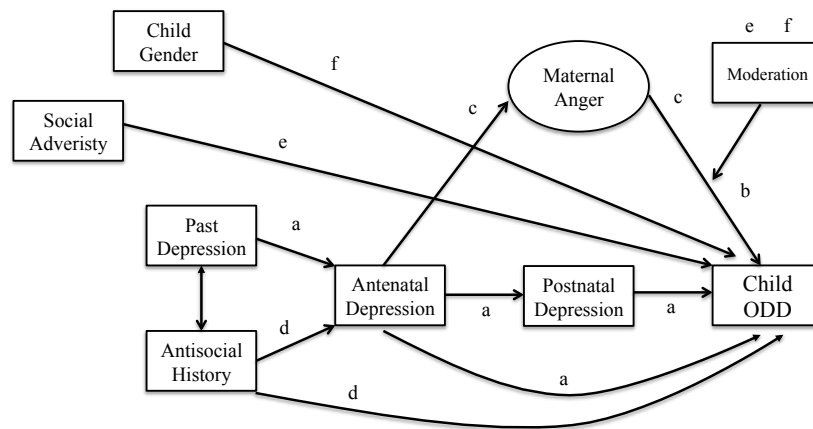 Child
Gender
e f
f
Maternal
Anger
Moderation
c
c
Social
Adveristy
e
b
Past
Depression
a
Antenatal
Depression
Postnatal
Depression
Child
ODD
a
a
d
Antisocial
History
a
d